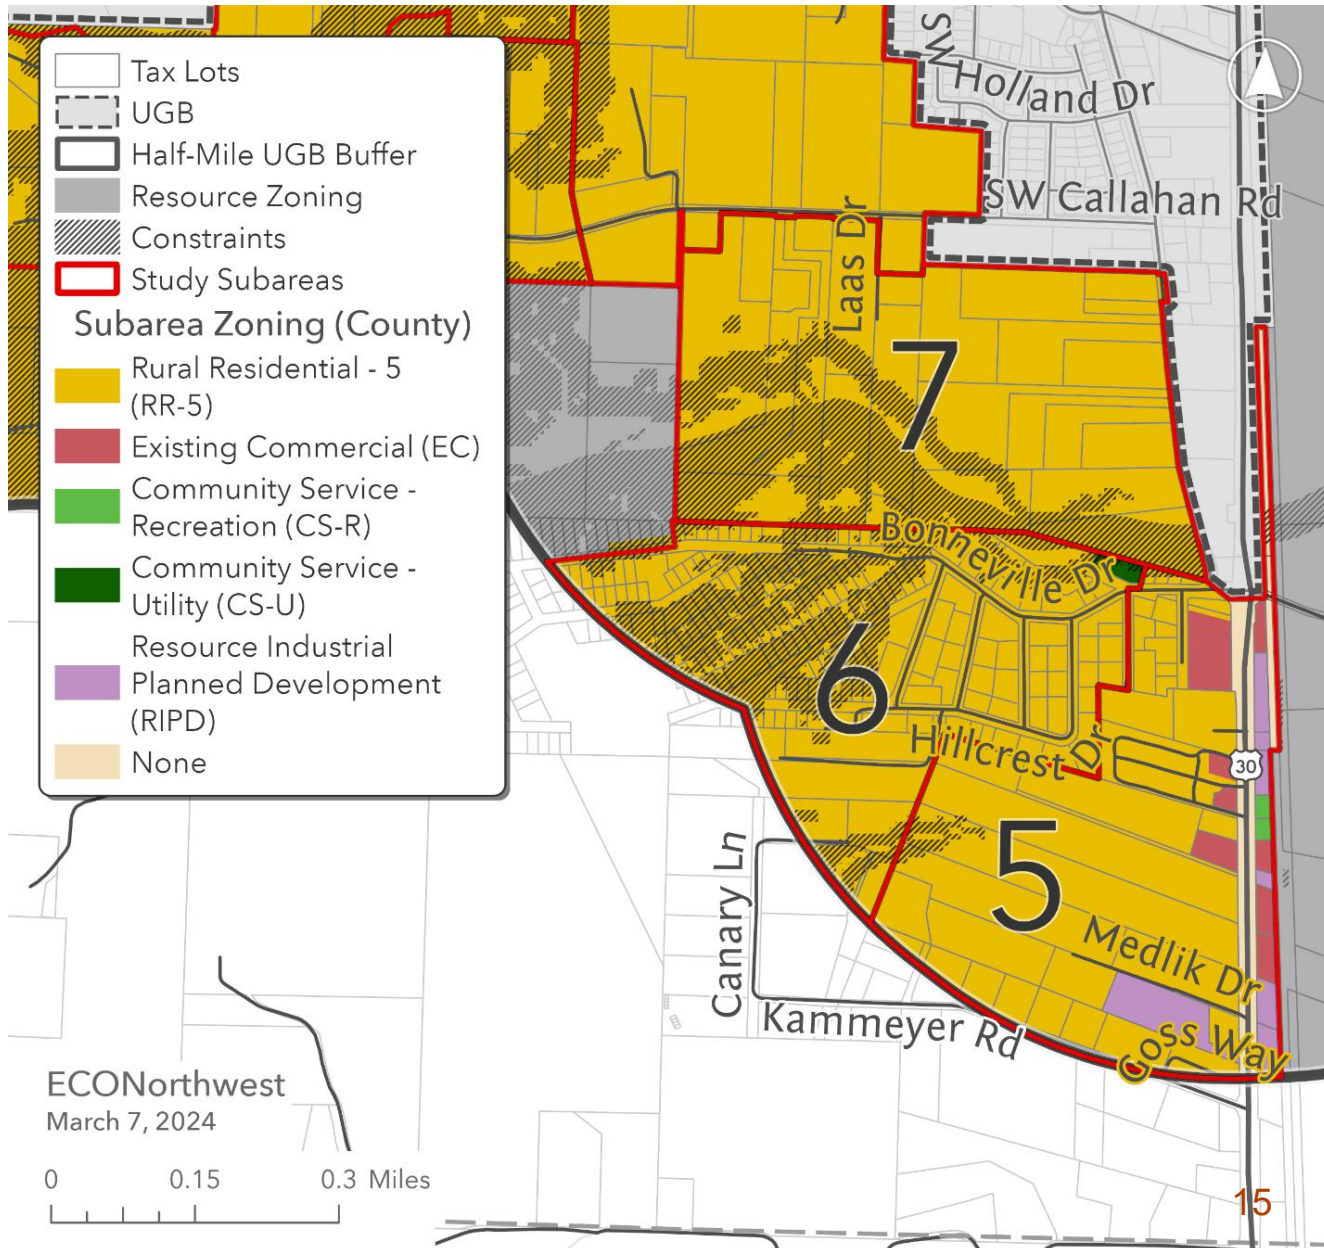 Tax Lots
UGB
Half-Mile UGB Buffer
Resource Zoning
Constraints
Study Subareas
Subarea Zoning (County)
Rural Residential - 5
(RR-5)
Existing Commercial (EC)
Community Service -
Recreation (CS-R)
Community Service -
Utility (CS-U)
Resource Industrial
Planned Development
(RIPD)
None
SW Holland Dr
SW Callahan Rd
Laas Dr
7
Bonneville Dr
6
Hillcrest Dr
30
5
Canary Ln
Medlik Dr
Kammeyer Rd
Goss Way
ECONorthwest
March 7, 2024
0 0.15 0.3 Miles
15